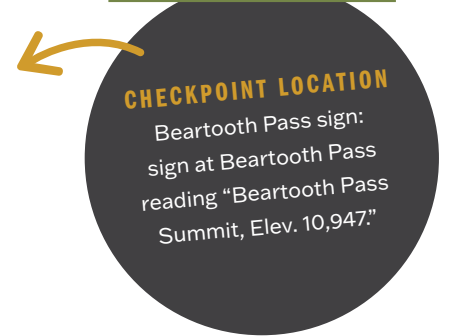 CHECKPOINT LOCATION
Beartooth Pass sign:
sign at Beartooth Pass
reading “Beartooth Pass
Summit, Elev. 10,947.”